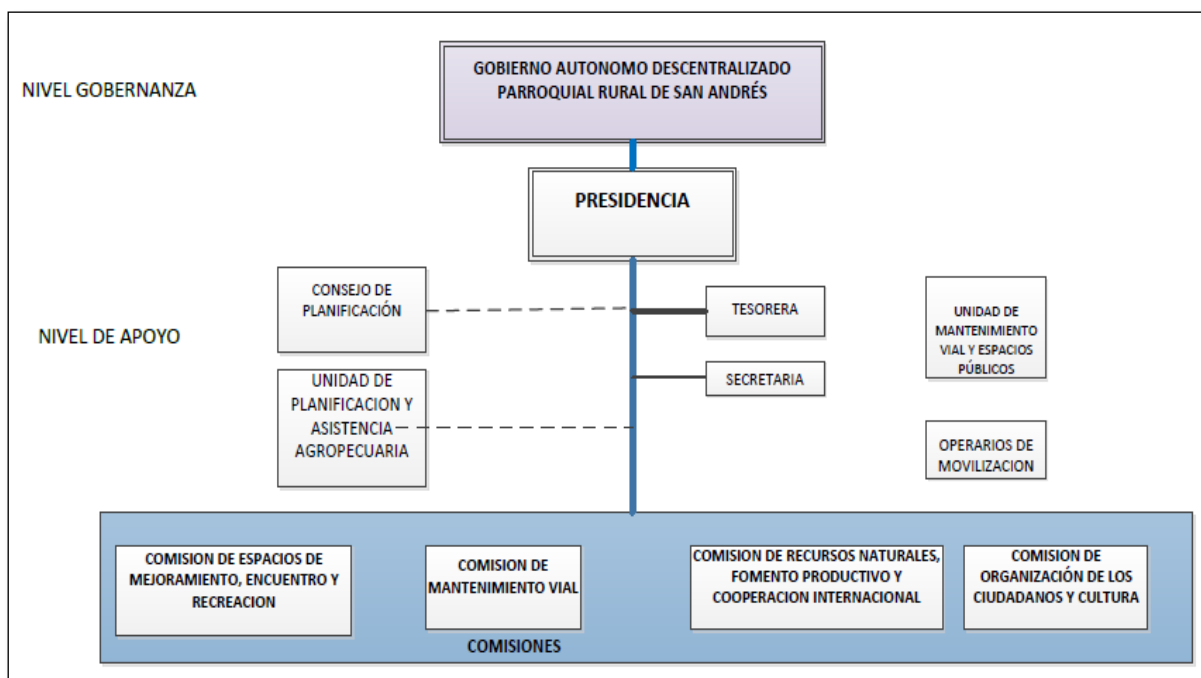 GOBIERNO AUTONOMO DESCENTRALIZADO
PARROQUIAL RURAL DE SAN ANDRÉS
NIVEL GOBERNANZA
PRESIDENCIA
CONSEJO DE
PLANIFICACIÓN
TESORERA
UNIDAD DE
MANTENIMIENTO
VIAL Y ESPACIOS
PÚBLICOS
NIVEL DE APOYO
SECRETARIA
UNIDAD DE
PLANIFICACION Y
ASISTENCIA
AGROPECUARIA
OPERARIOS DE
MOVILIZACION
COMISION DE ESPACIOS DE
MEJORAMIENTO, ENCUENTRO Y
RECREACION
COMISION DE
MANTENIMIENTO VIAL
COMISION DE RECURSOS NATURALES,
FOMENTO PRODUCTIVO Y
COOPERACION INTERNACIONAL
COMISION DE
ORGANIZACIÓN DE LOS
CIUDADANOS Y CULTURA
COMISIONES